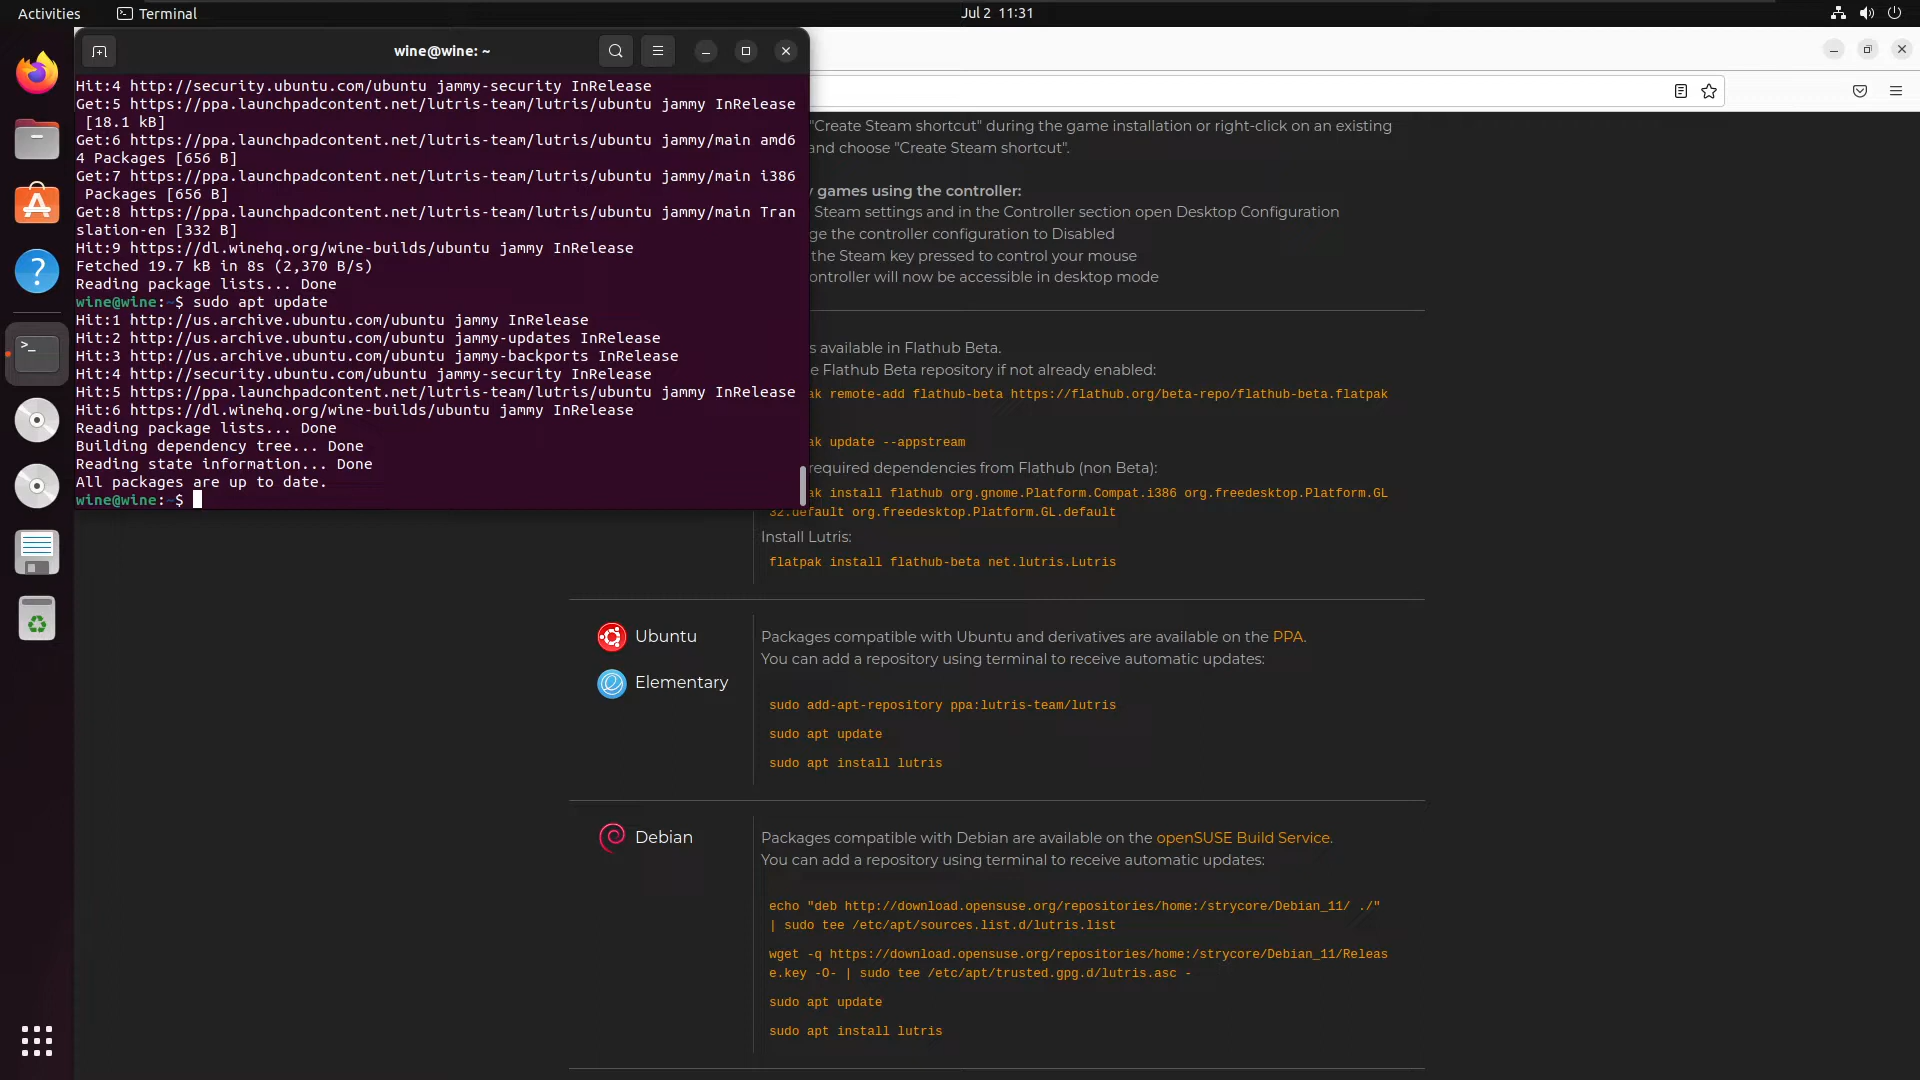 Activities
Terminal
Jul 2 11:31
wine@wine: ~
Hit:4 http://security.ubuntu.com/ubuntu jammy-security InRelease
Get:5 https://ppa.launchpadcontent.net/lutris-team/lutris/ubuntu jammy InRelease
[18.1 kB]
Get:6 https://ppa.launchpadcontent.net/lutris-team/lutris/ubuntu jammy/main amd6
4 Packages [656 B]
Get:7 https://ppa.launchpadcontent.net/lutris-team/lutris/ubuntu jammy/main i386
Packages [656 B]
Get:8 https://ppa.launchpadcontent.net/lutris-team/lutris/ubuntu jammy/main Tran
slation-en [332 B]
Hit:9 https://dl.winehq.org/wine-builds/ubuntu jammy InRelease
Fetched 19.7 kB in 8s (2,370 B/s)
Reading package lists... Done
wine@wine:~$ sudo apt update
Hit:1 http://us.archive.ubuntu.com/ubuntu jammy InRelease
Hit:2 http://us.archive.ubuntu.com/ubuntu jammy-updates InRelease
Hit:3 http://us.archive.ubuntu.com/ubuntu jammy-backports InRelease
Hit:4 http://security.ubuntu.com/ubuntu jammy-security InRelease
Hit:5 https://ppa.launchpadcontent.net/lutris-team/lutris/ubuntu jammy InRelease
Hit:6 https://dl.winehq.org/wine-builds/ubuntu jammy InRelease
Reading package lists... Done
Building dependency tree... Done
Reading state information... Done
All packages are up to date.
wine@wine:~$
"Create Steam shortcut" during the game installation or right-click on an existing
and choose "Create Steam shortcut".
games using the controller:
Steam settings and in the Controller section open Desktop Configuration
ge the controller configuration to Disabled
the Steam key pressed to control your mouse
ontroller will now be accessible in desktop mode
s available in Flathub Beta.
e Flathub Beta repository if not already enabled:
ak remote-add flathub-beta https://flathub.org/beta-repo/flathub-beta.flatpak
ak update --appstream
required dependencies from Flathub (non Beta):
ak install flathub org.gnome.Platform.Compat.i386 org.freedesktop.Platform.GL
32.default org.freedesktop.Platform.GL.default
Install Lutris:
flatpak install flathub-beta net.lutris.Lutris
Ubuntu
Elementary
Packages compatible with Ubuntu and derivatives are available on the PPA.
You can add a repository using terminal to receive automatic updates:
sudo add-apt-repository ppa:lutris-team/lutris
sudo apt update
sudo apt install lutris
Debian
Packages compatible with Debian are available on the openSUSE Build Service.
You can add a repository using terminal to receive automatic updates:
echo "deb http://download.opensuse.org/repositories/home:/strycore/Debian_11/ ./"
| sudo tee /etc/apt/sources.list.d/lutris.list
wget -q https://download.opensuse.org/repositories/home:/strycore/Debian_11/Releas
e.key -O- | sudo tee /etc/apt/trusted.gpg.d/lutris.asc -
sudo apt update
sudo apt install lutris